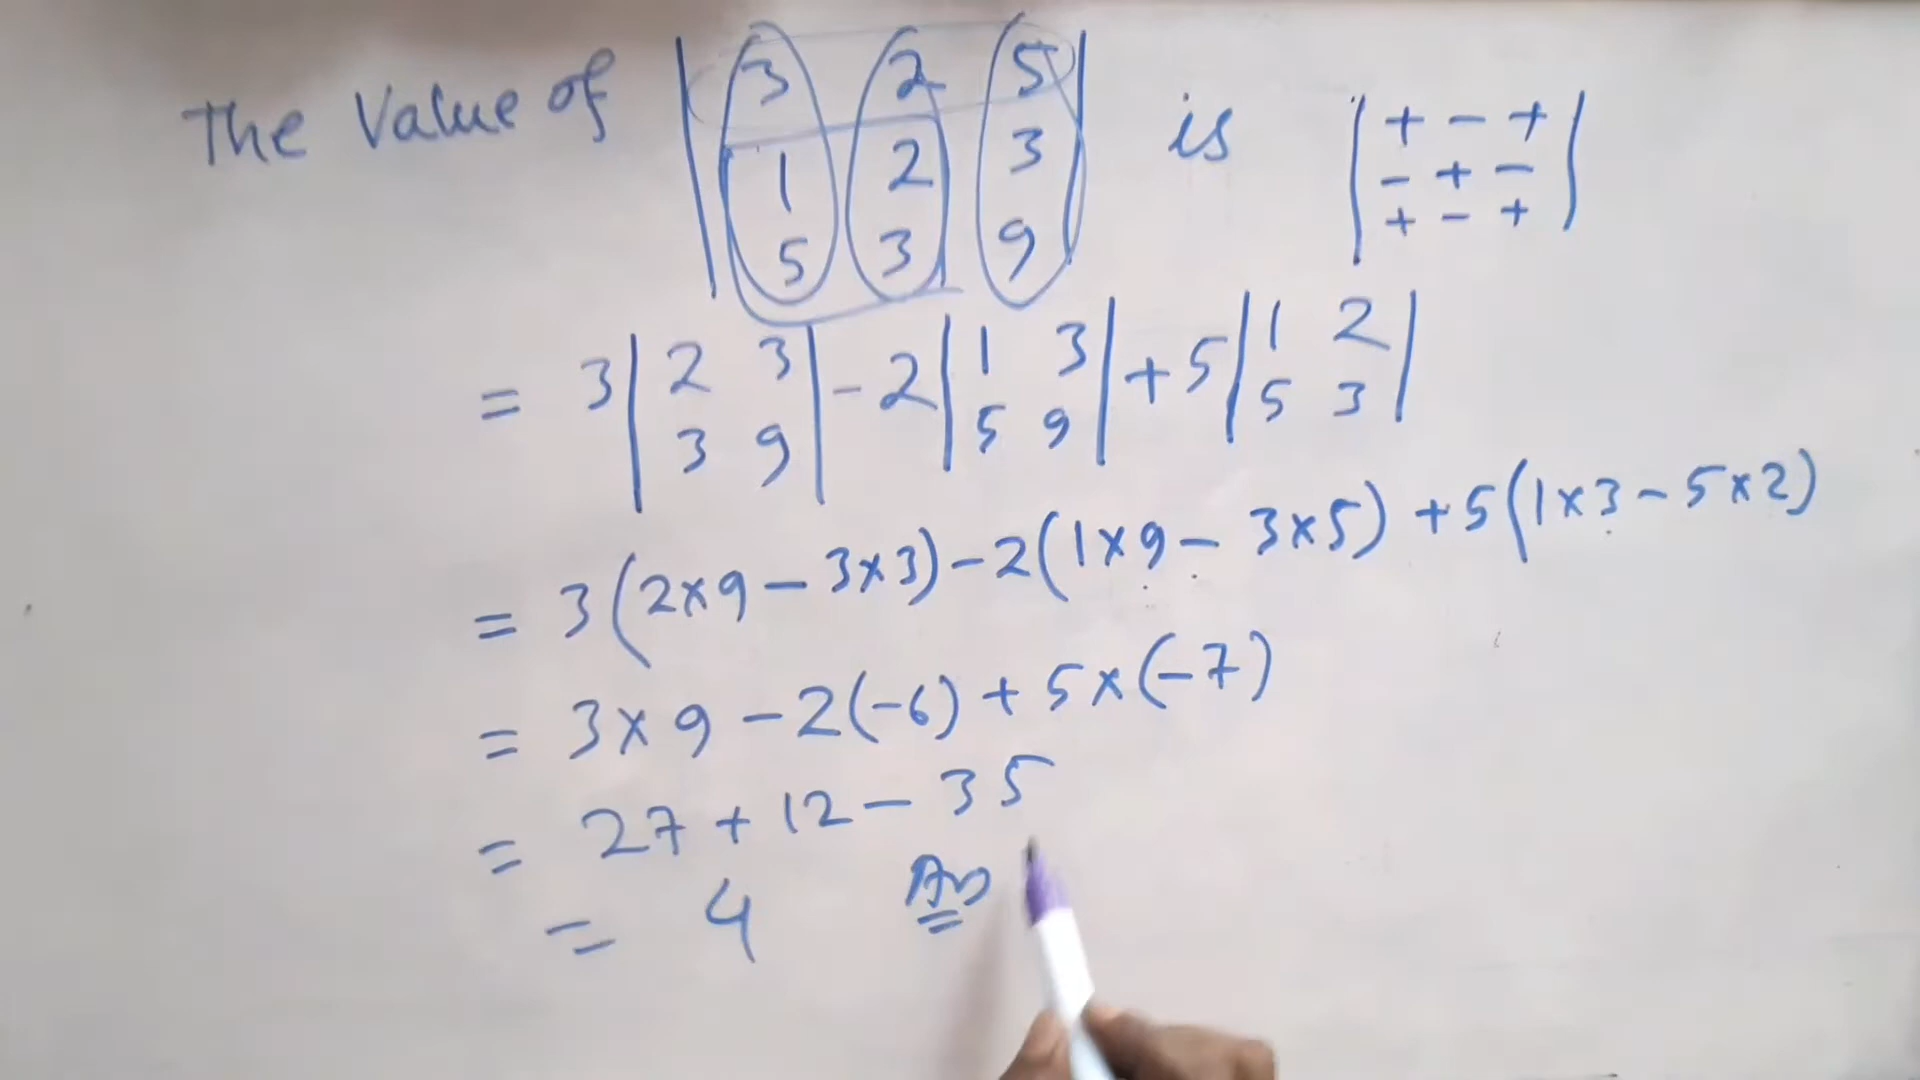 The Value of | 3 2 5 | is | + - + |
| 1 2 3 | | - + - |
| 5 3 9 | | + - + |
= 3 | 2 3 | - 2 | 1 3 | + 5 | 1 2 |
| 3 9 | | 5 9 | | 5 3 |
= 3 (2×9 - 3×3) - 2 (1×9 - 3×5) + 5 (1×3 - 5×2)
= 3 × 9 - 2 (-6) + 5 × (-7)
= 27 + 12 - 35
= 4 Ans